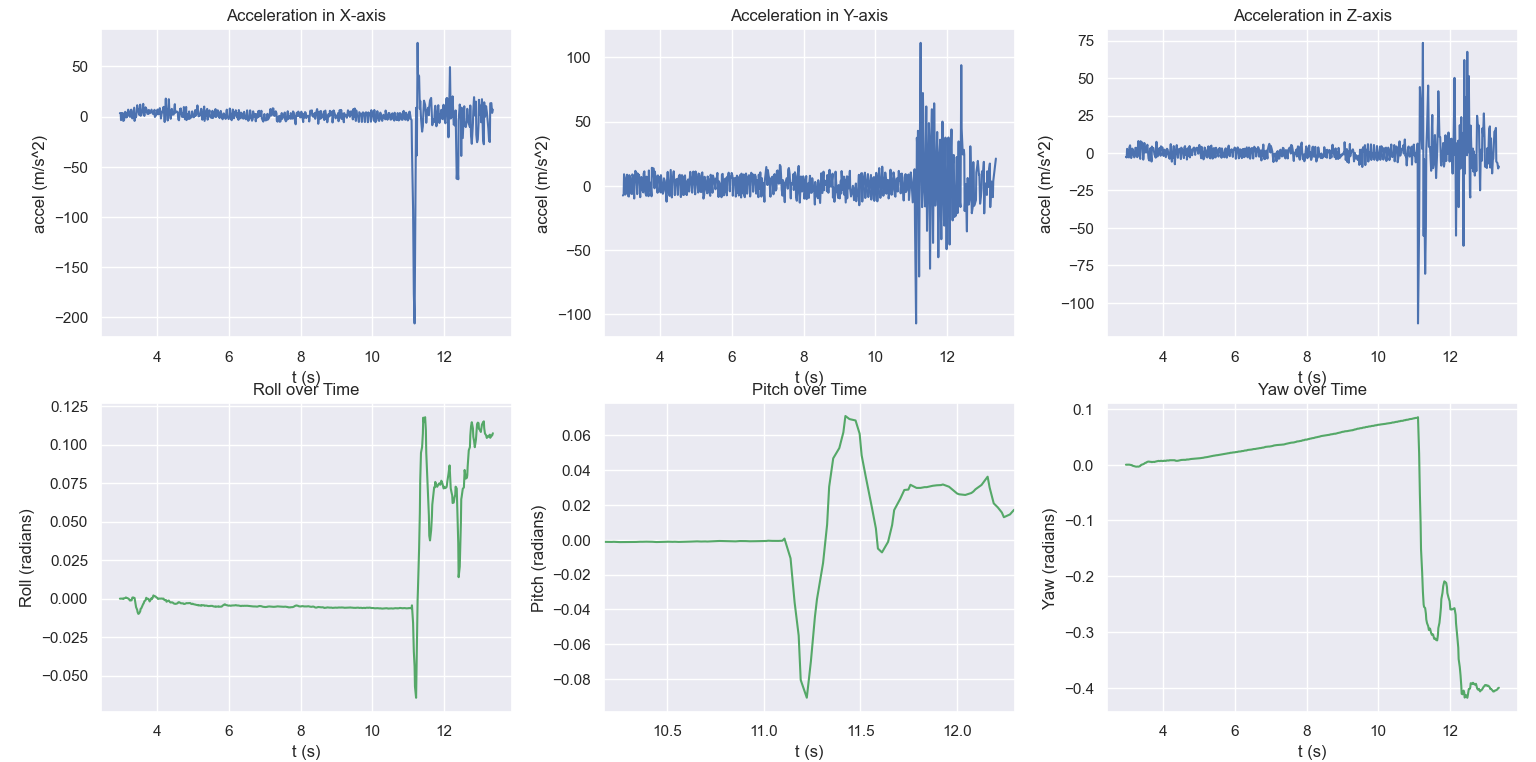 Acceleration in X-axis
accel (m/s^2)
50
0
−50
−100
−150
−200
4 6 8 10 12
t (s)
Acceleration in Y-axis
accel (m/s^2)
100
50
0
−50
−100
4 6 8 10 12
t (s)
Acceleration in Z-axis
accel (m/s^2)
75
50
25
0
−25
−50
−75
−100
4 6 8 10 12
t (s)
Roll over Time
Roll (radians)
0.125
0.100
0.075
0.050
0.025
0.000
−0.025
−0.050
4 6 8 10 12
t (s)
Pitch over Time
Pitch (radians)
0.06
0.04
0.02
0.00
−0.02
−0.04
−0.06
−0.08
10.5 11.0 11.5 12.0
t (s)
Yaw over Time
Yaw (radians)
0.1
0.0
−0.1
−0.2
−0.3
−0.4
4 6 8 10 12
t (s)